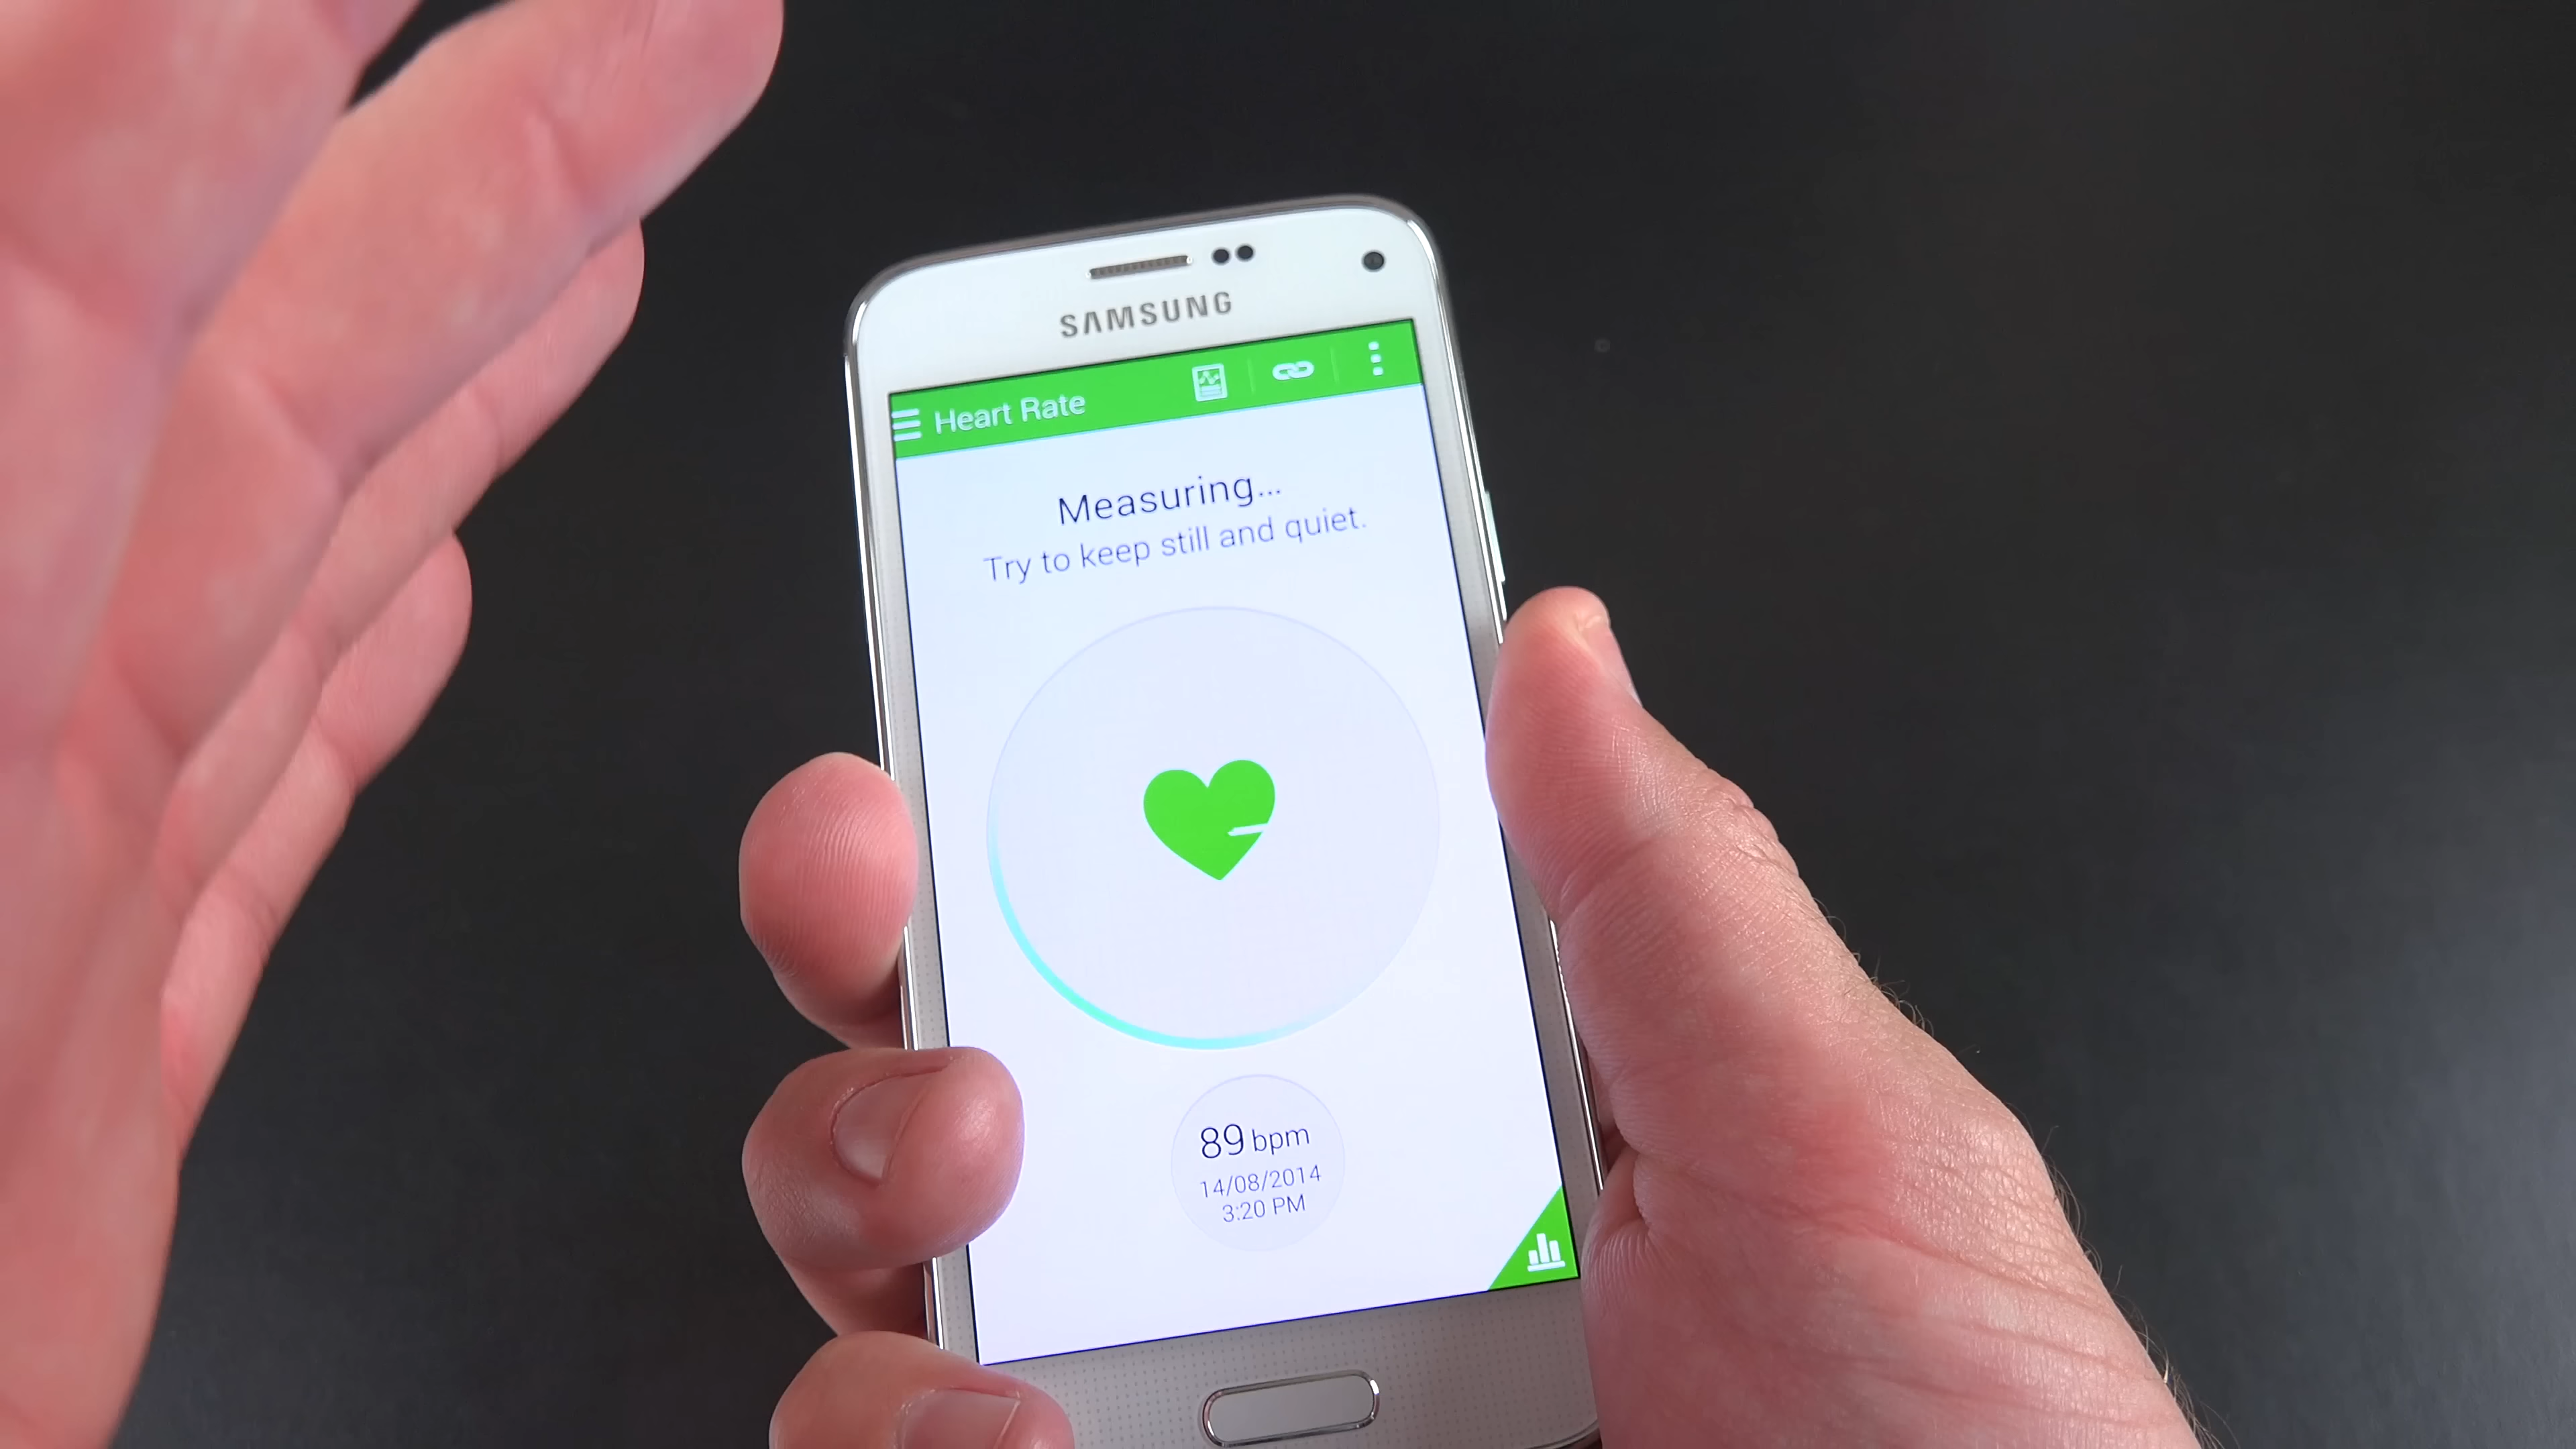 SAMSUNG
Heart Rate
Measuring...
Try to keep still and quiet.
89 bpm
14/08/2014
3:20 PM